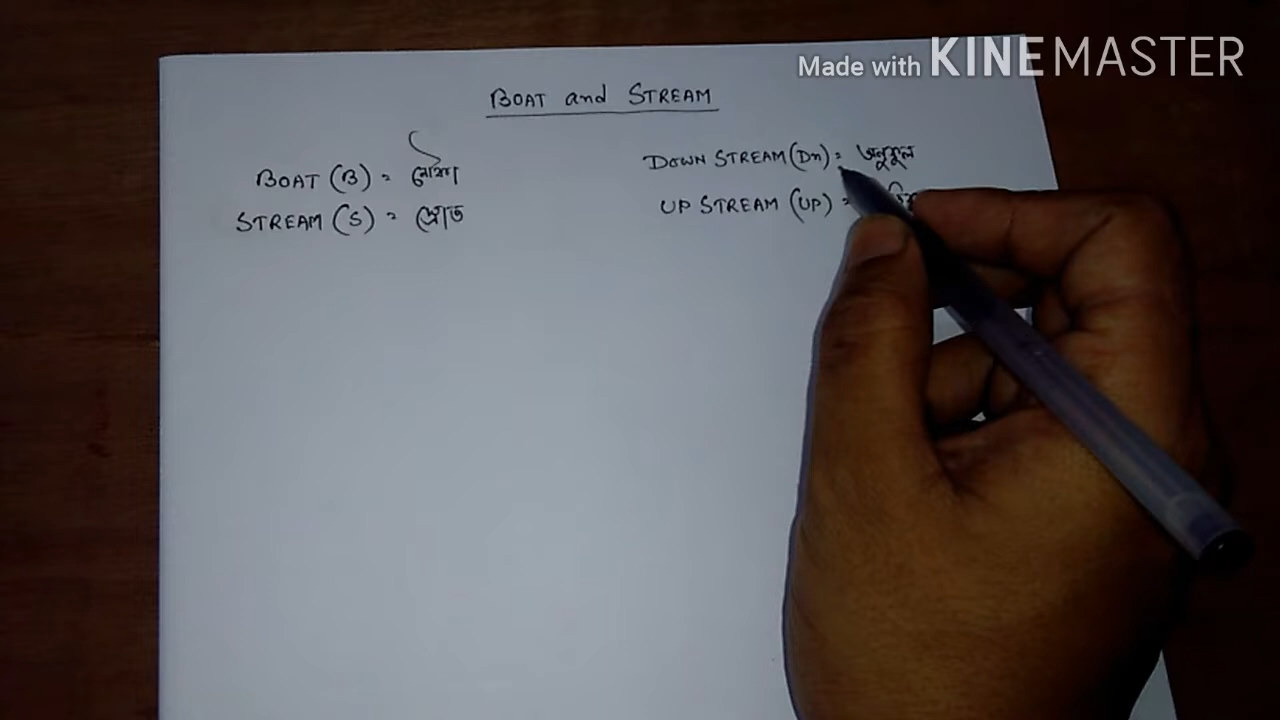 Made with KINEMASTER
BOAT and STREAM
BOAT (B) = নৌকা
STREAM (S) = স্রোত
DOWN STREAM (Dn) = অনুকুল
UP STREAM (UP) =